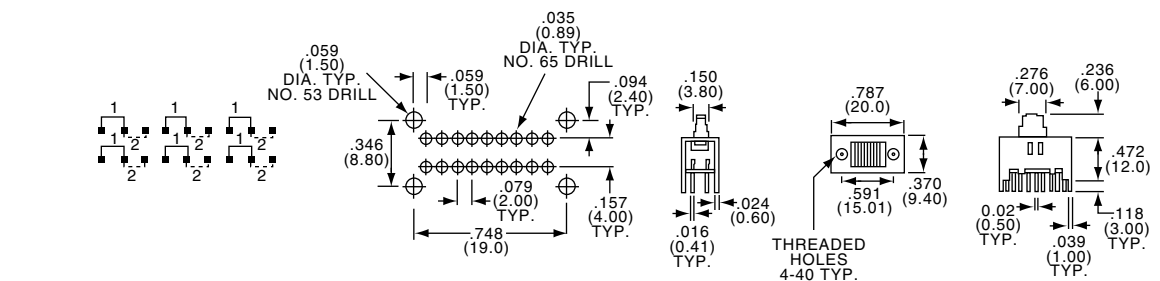 1 1 1
2 2 2
1 1 1
2 2 2
.059
(1.50)
DIA. TYP.
NO. 53 DRILL
.059
(1.50)
TYP.
.035
(0.89)
DIA. TYP.
NO. 65 DRILL
.094
(2.40)
TYP.
.346
(8.80)
.079
(2.00)
TYP.
.157
(4.00)
TYP.
.748
(19.0)
.150
(3.80)
.024
(0.60)
.016
(0.41)
TYP.
.787
(20.0)
.370
(9.40)
.591
(15.01)
THREADED
HOLES
4-40 TYP.
.276
(7.00)
.236
(6.00)
.472
(12.0)
.118
(3.00)
TYP.
0.02
(0.50)
TYP.
.039
(1.00)
TYP.